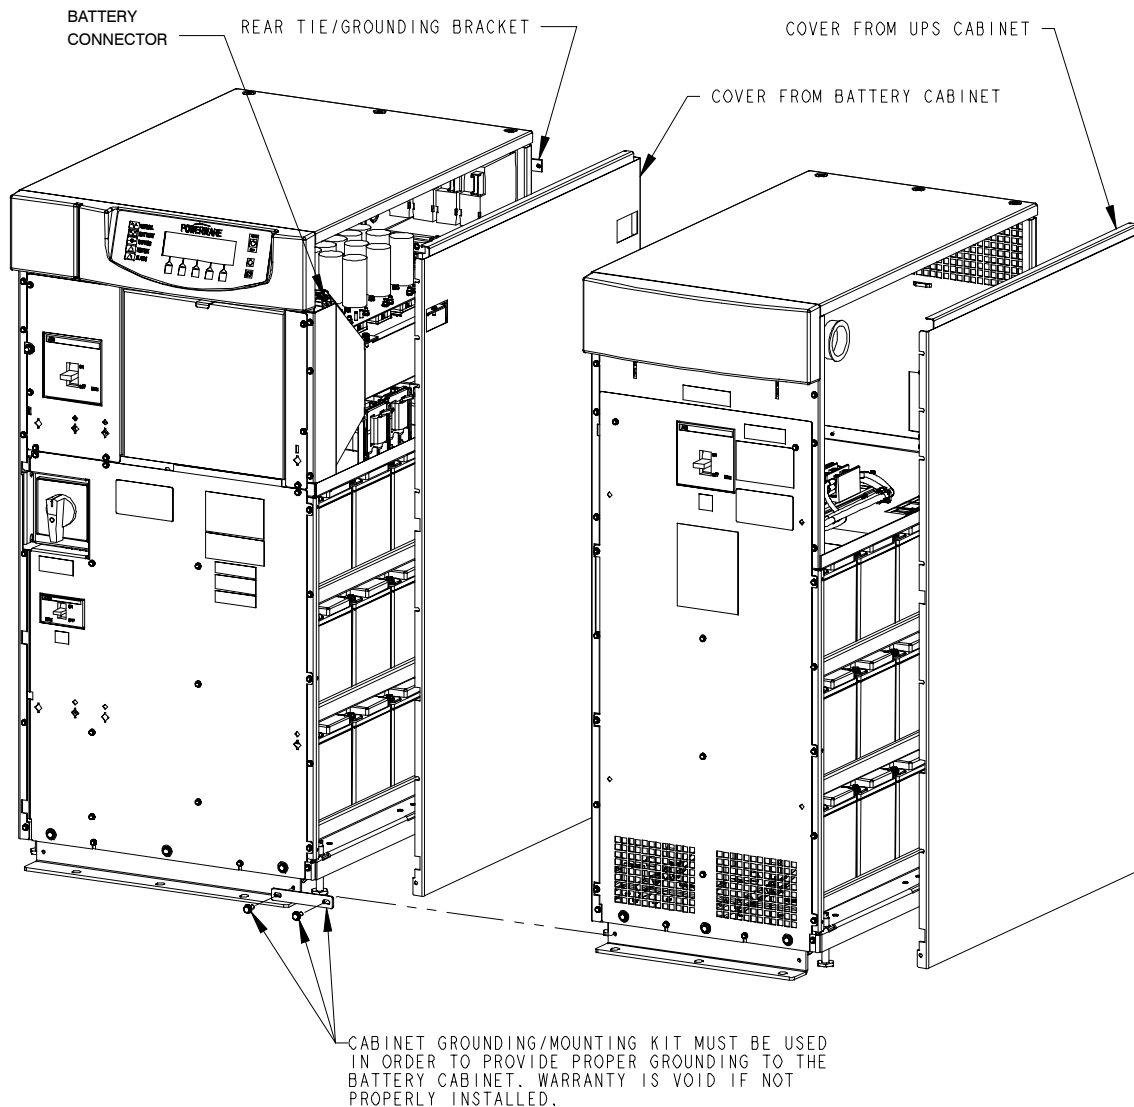 BATTERY
CONNECTOR
REAR TIE/GROUNDING BRACKET
COVER FROM UPS CABINET
COVER FROM BATTERY CABINET
POWERWARE
CABINET GROUNDING/MOUNTING KIT MUST BE USED
IN ORDER TO PROVIDE PROPER GROUNDING TO THE
BATTERY CABINET. WARRANTY IS VOID IF NOT
PROPERLY INSTALLED.